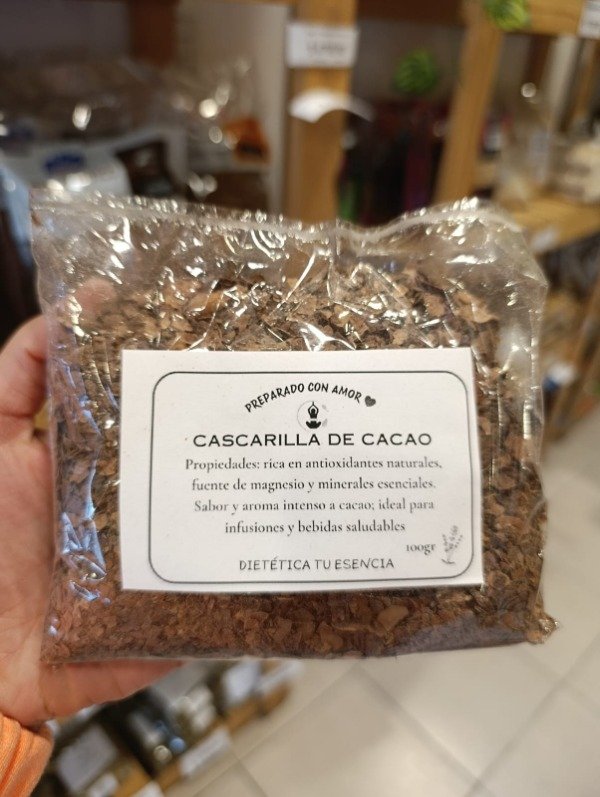 PREPARADO CON AMOR
CASCARILLA DE CACAO
Propiedades: rica en antioxidantes naturales,
fuente de magnesio y minerales esenciales.
Sabor y aroma intenso a cacao; ideal para
infusiones y bebidas saludables
100gr
DIETÉTICA TU ESENCIA